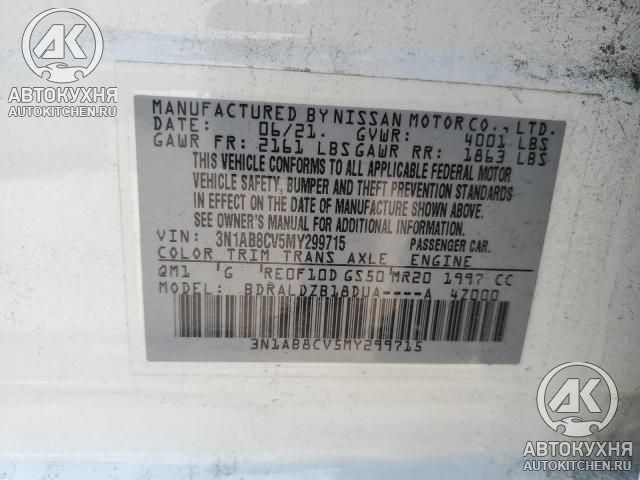 AK
АВТОКУХНЯ
AUTOKITCHEN.RU
MANUFACTURED BY NISSAN MOTOR CO., LTD.
DATE: 06/21. GVWR: 4001 LBS
GAWR FR: 2161 LBS GAWR RR: 1863 LBS
THIS VEHICLE CONFORMS TO ALL APPLICABLE FEDERAL MOTOR
VEHICLE SAFETY, BUMPER AND THEFT PREVENTION STANDARDS
IN EFFECT ON THE DATE OF MANUFACTURE SHOWN ABOVE.
SEE OWNER'S MANUAL FOR ADDITIONAL INFORMATION.
VIN: 3N1AB8CV5MY299715 PASSENGER CAR.
COLOR TRIM TRANS AXLE ENGINE
QM1 'G 'RE0F10D GS50 MR20 1997 CC
MODEL: BDRALDZB18DUA----A 4Z000
3N1AB8CV5MY299715
AK
АВТОКУХНЯ
AUTOKITCHEN.RU